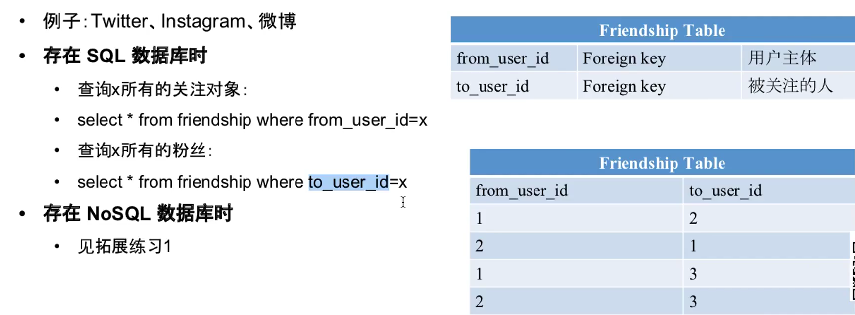 • 例子：Twitter、Instagram、微博
• 存在 SQL 数据库时
• 查询x所有的关注对象：
• select * from friendship where from_user_id=x
• 查询x所有的粉丝：
• select * from friendship where to_user_id=x
• 存在 NoSQL 数据库时
• 见拓展练习1
Friendship Table
from_user_id Foreign key 用户主体
to_user_id Foreign key 被关注的人
Friendship Table
from_user_id to_user_id
1 2
2 1
1 3
2 3